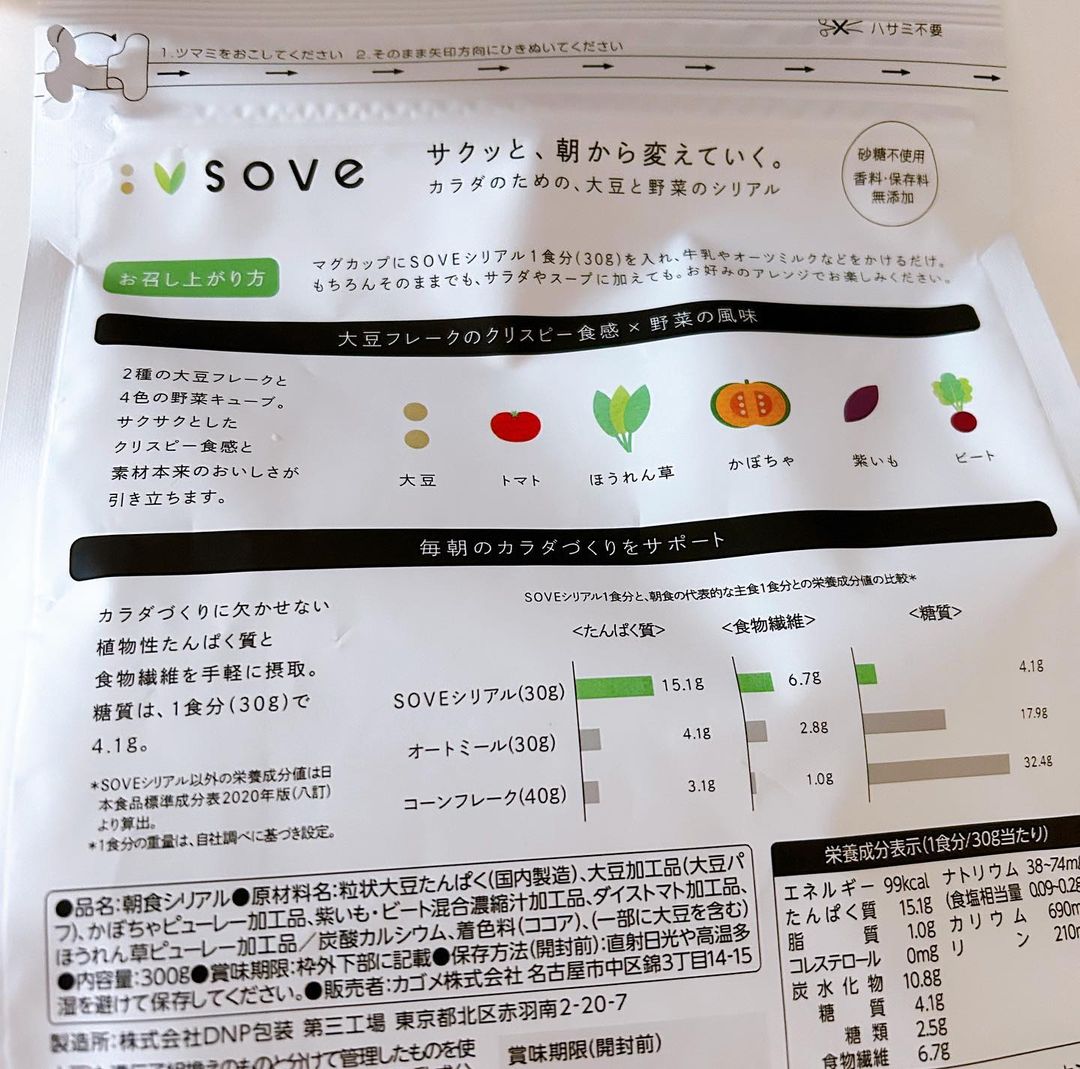 ハサミ不要
1.ツマミをおこしてください 2.そのまま矢印方向にひきぬいてください
sove
サクッと、朝から変えていく。
カラダのための、大豆と野菜のシリアル
砂糖不使用
香料・保存料
無添加
お召し上がり方
マグカップにSOVEシリアル1食分(30g)を入れ、牛乳やオーツミルクなどをかけるだけ。
もちろんそのままでも、サラダやスープに加えても。お好みのアレンジでお楽しみください。
大豆フレークのクリスピー食感×野菜の風味
2種の大豆フレークと
4色の野菜キューブ。
サクサクとした
クリスピー食感と
素材本来のおいしさが
引き立ちます。
大豆
トマト
ほうれん草
かぼちゃ
紫いも
ビート
毎朝のカラダづくりをサポート
カラダづくりに欠かせない
植物性たんぱく質と
食物繊維を手軽に摂取。
糖質は、1食分(30g)で
4.1g。
*SOVEシリアル以外の栄養成分値は日
本食品標準成分表2020年版(八訂)
より算出。
*1食分の重量は、自社調べに基づき設定。
SOVEシリアル1食分と、朝食の代表的な主食1食分との栄養成分値の比較*
<たんぱく質> <食物繊維> <糖質>
SOVEシリアル(30g) 15.1g 6.7g 4.1g
オートミール(30g) 4.1g 2.8g 17.9g
コーンフレーク(40g) 3.1g 1.0g 32.4g
●品名:朝食シリアル●原材料名:粒状大豆たんぱく(国内製造)、大豆加工品(大豆パ
フ)、かぼちゃピューレー加工品、紫いも・ビート混合濃縮汁加工品、ダイストマト加工品、
ほうれん草ピューレー加工品/炭酸カルシウム、着色料(ココア)、(一部に大豆を含む)
●内容量:300g●賞味期限:枠外下部に記載●保存方法(開封前):直射日光や高温多
湿を避けて保存してください。●販売者:カゴメ株式会社 名古屋市中区錦3丁目14-15
製造所:株式会社DNP包装 第三工場 東京都北区赤羽南2-20-7
のものと分けて管理したものを使
賞味期限(開封前)
栄養成分表示(1食分/30g当たり)
エネルギー 99kcal
たんぱく質 15.1g
脂質 1.0g
コレステロール 0mg
炭水化物 10.8g
糖質 4.1g
糖類 2.5g
食物繊維 6.7g
ナトリウム 38~74m
(食塩相当量 0.09-0.28
カリウム 690m
リン 210m